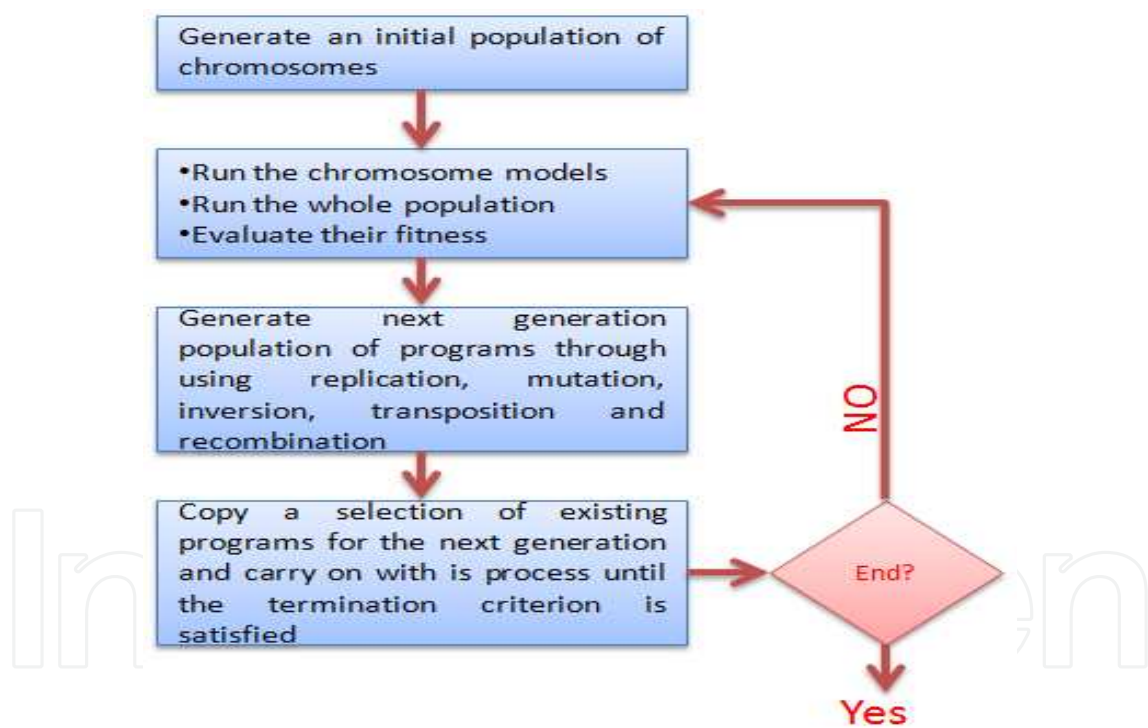 Generate an initial population of
chromosomes
•Run the chromosome models
•Run the whole population
•Evaluate their fitness
Generate next generation
population of programs through
using replication, mutation,
inversion, transposition and
recombination
Copy a selection of existing
programs for the next generation
and carry on with is process until
the termination criterion is
satisfied
End?
NO
Yes